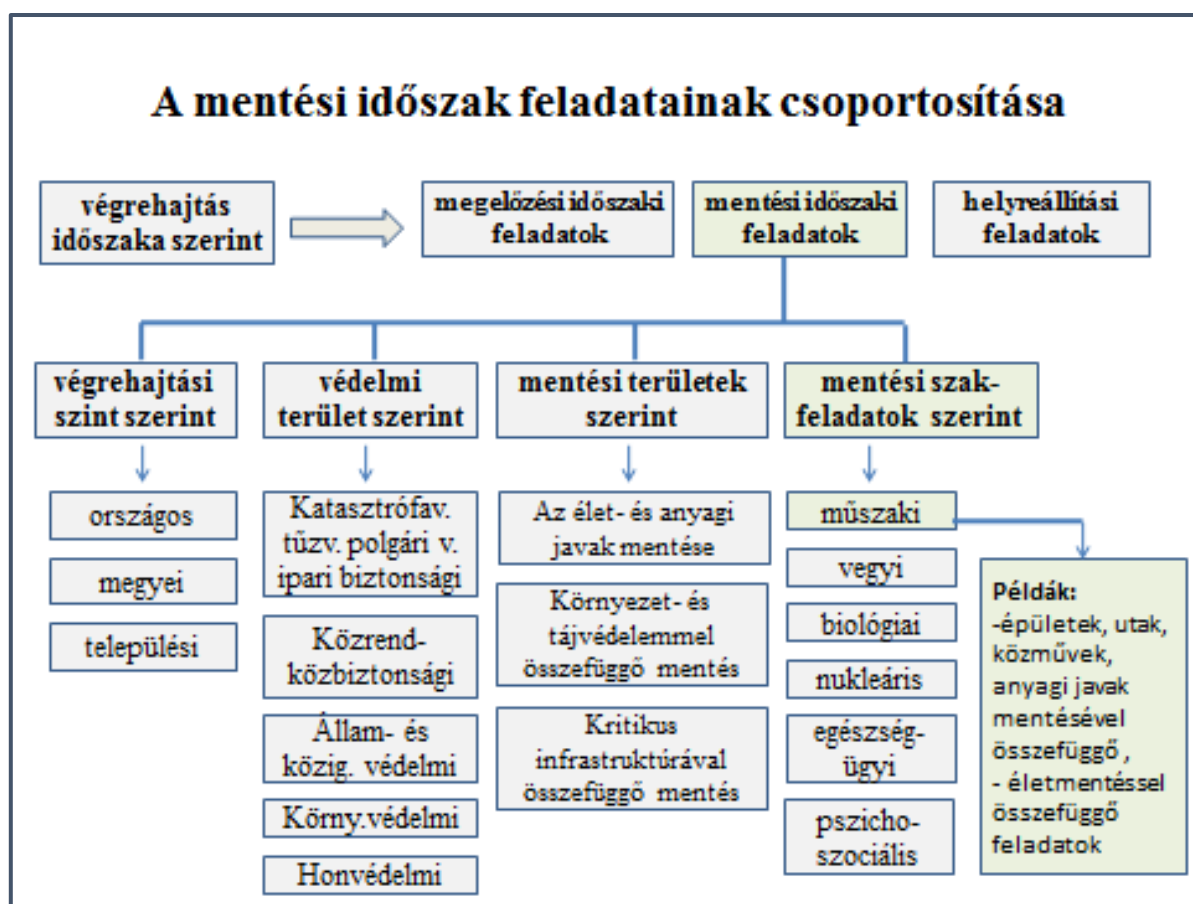 A mentési időszak feladatainak csoportosítása
végrehajtás
időszaka szerint
megelőzési időszaki
feladatok
mentési időszaki
feladatok
helyreállítási
feladatok
végrehajtási
szint szerint
országos
megyei
települési
védelmi
terület szerint
Katasztrófav.
tűzv. polgári v.
ipari biztonsági
Közrend-
közbiztonsági
Állam- és
közig. védelmi
Körny.védelmi
Honvédelmi
mentési területek
szerint
Az élet- és anyagi
javak mentése
Környezet- és
tájvédelemmel
összefüggő mentés
Kritikus
infrastruktúrával
összefüggő mentés
mentési szak-
feladatok szerint
műszaki
vegyi
biológiai
nukleáris
egészség-
ügyi
pszicho-
szociális
Példák:
-épületek, utak,
közművek,
anyagi javak
mentésével
összefüggő ,
- életmentéssel
összefüggő
feladatok